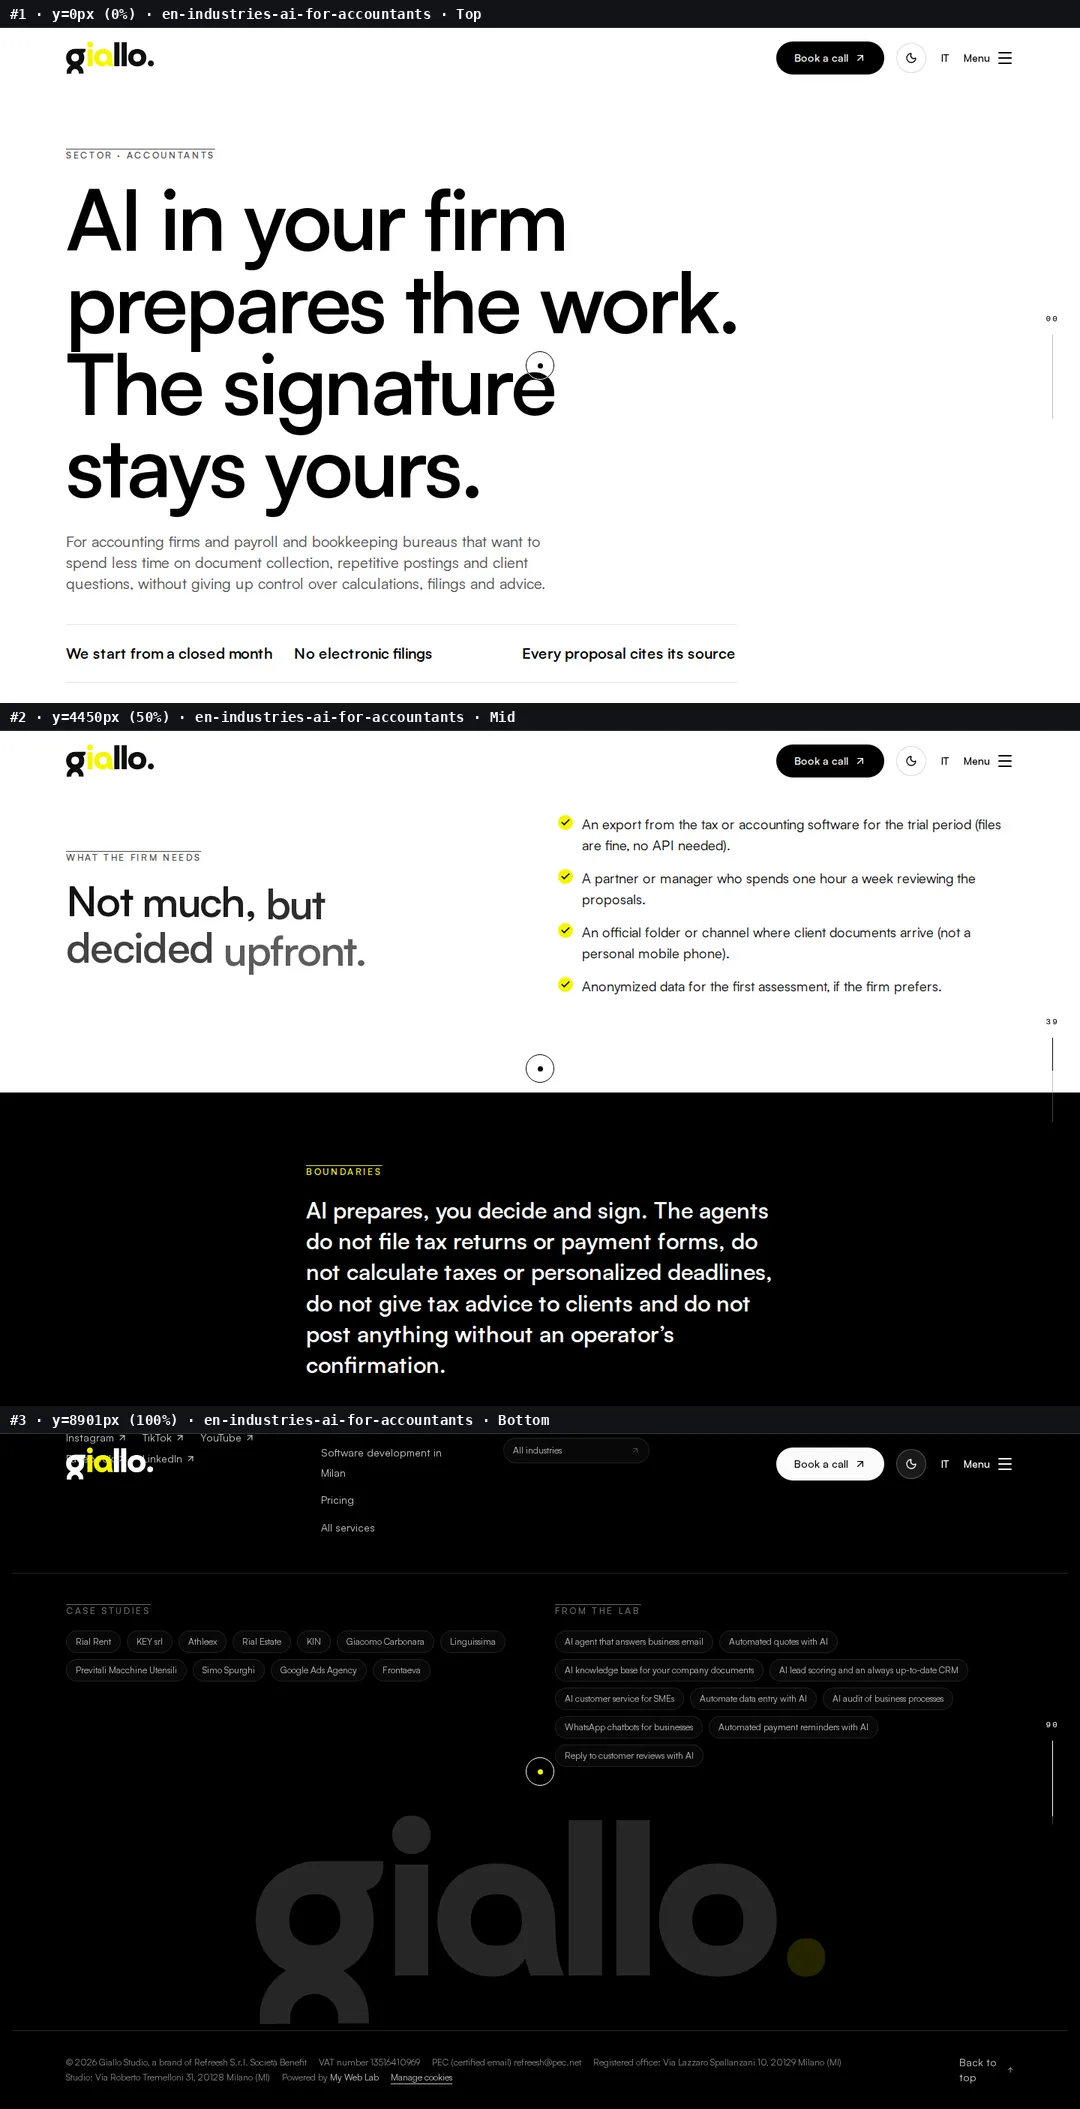 #1 · y=0px (0%) · en-industries-ai-for-accountants · Top
giallo.
Book a call
IT
Menu
SECTOR · ACCOUNTANTS
AI in your firm
prepares the work.
The signature
stays yours.
00
For accounting firms and payroll and bookkeeping bureaus that want to
spend less time on document collection, repetitive postings and client
questions, without giving up control over calculations, filings and advice.
We start from a closed month
No electronic filings
Every proposal cites its source
#2 · y=4450px (50%) · en-industries-ai-for-accountants · Mid
giallo.
Book a call
IT
Menu
WHAT THE FIRM NEEDS
Not much, but
decided upfront.
An export from the tax or accounting software for the trial period (files
are fine, no API needed).
A partner or manager who spends one hour a week reviewing the
proposals.
An official folder or channel where client documents arrive (not a
personal mobile phone).
Anonymized data for the first assessment, if the firm prefers.
39
BOUNDARIES
AI prepares, you decide and sign. The agents
do not file tax returns or payment forms, do
not calculate taxes or personalized deadlines,
do not give tax advice to clients and do not
post anything without an operator's
confirmation.
#3 · y=8901px (100%) · en-industries-ai-for-accountants · Bottom
Instagram
TikTok
YouTube
LinkedIn
giallo.
Software development in
Milan
Pricing
All services
All industries
Book a call
IT
Menu
CASE STUDIES
Rial Rent
KEY srl
Athleex
Rial Estate
KIN
Giacomo Carbonara
Linguissima
Previtali Macchine Utensili
Simo Spurghi
Google Ads Agency
Frontaeva
FROM THE LAB
AI agent that answers business email
Automated quotes with AI
AI knowledge base for your company documents
AI lead scoring and an always up-to-date CRM
AI customer service for SMEs
Automate data entry with AI
AI audit of business processes
WhatsApp chatbots for businesses
Automated payment reminders with AI
Reply to customer reviews with AI
90
giallo.
© 2026 Giallo Studio, a brand of Refreesh S.r.l, Società Benefit
VAT number 13516410969
PEC (certified email) refreesh@pec.net
Registered office: Via Lazzaro Spallanzani 10, 20129 Milano (MI)
Studio: Via Roberto Tremelloni 31, 20128 Milano (MI)
Powered by My Web Lab
Manage cookies
Back to
top